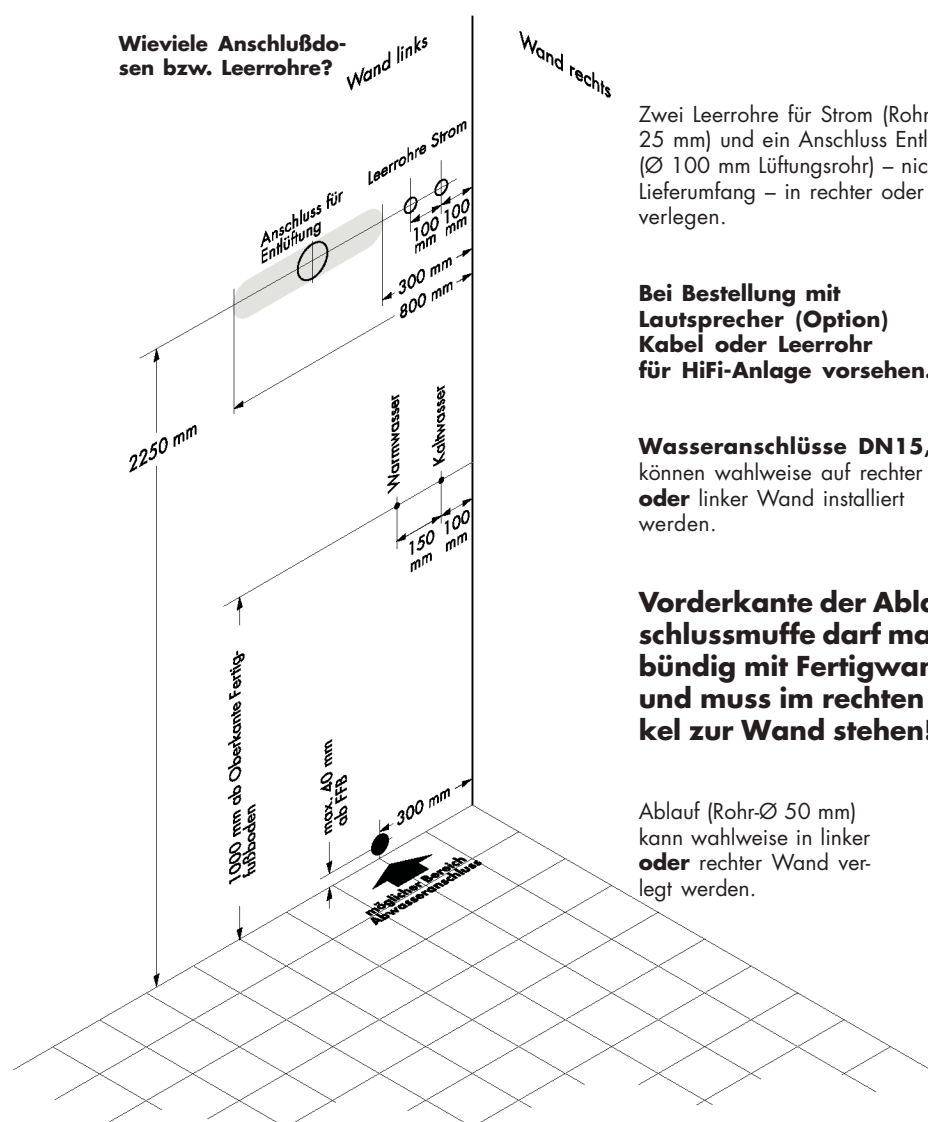 Wieviele Anschlußdo-
sen bzw. Leerrohre?
Wand links
Wand rechts
Leerrohre Strom
Anschluss für
Entlüftung
100
mm
100
mm
300 mm
800 mm
2250 mm
Warmwasser
Kaltwasser
150
mm
100
mm
1000 mm ab Oberkante Fertig-
fußboden
max. 40 mm
ab FFB
300 mm
möglicher Bereich
Abwasseranschluss
Zwei Leerrohre für Strom (Rohr
25 mm) und ein Anschluss Entl
(Ø 100 mm Lüftungsrohr) – nic
Lieferumfang – in rechter oder
verlegen.
Bei Bestellung mit
Lautsprecher (Option)
Kabel oder Leerrohr
für HiFi-Anlage vorsehen.
Wasseranschlüsse DN15,
können wahlweise auf rechter
oder linker Wand installiert
werden.
Vorderkante der Abla
schlussmuffe darf ma
bündig mit Fertigwan
und muss im rechten
kel zur Wand stehen!
Ablauf (Rohr-Ø 50 mm)
kann wahlweise in linker
oder rechter Wand ver-
legt werden.